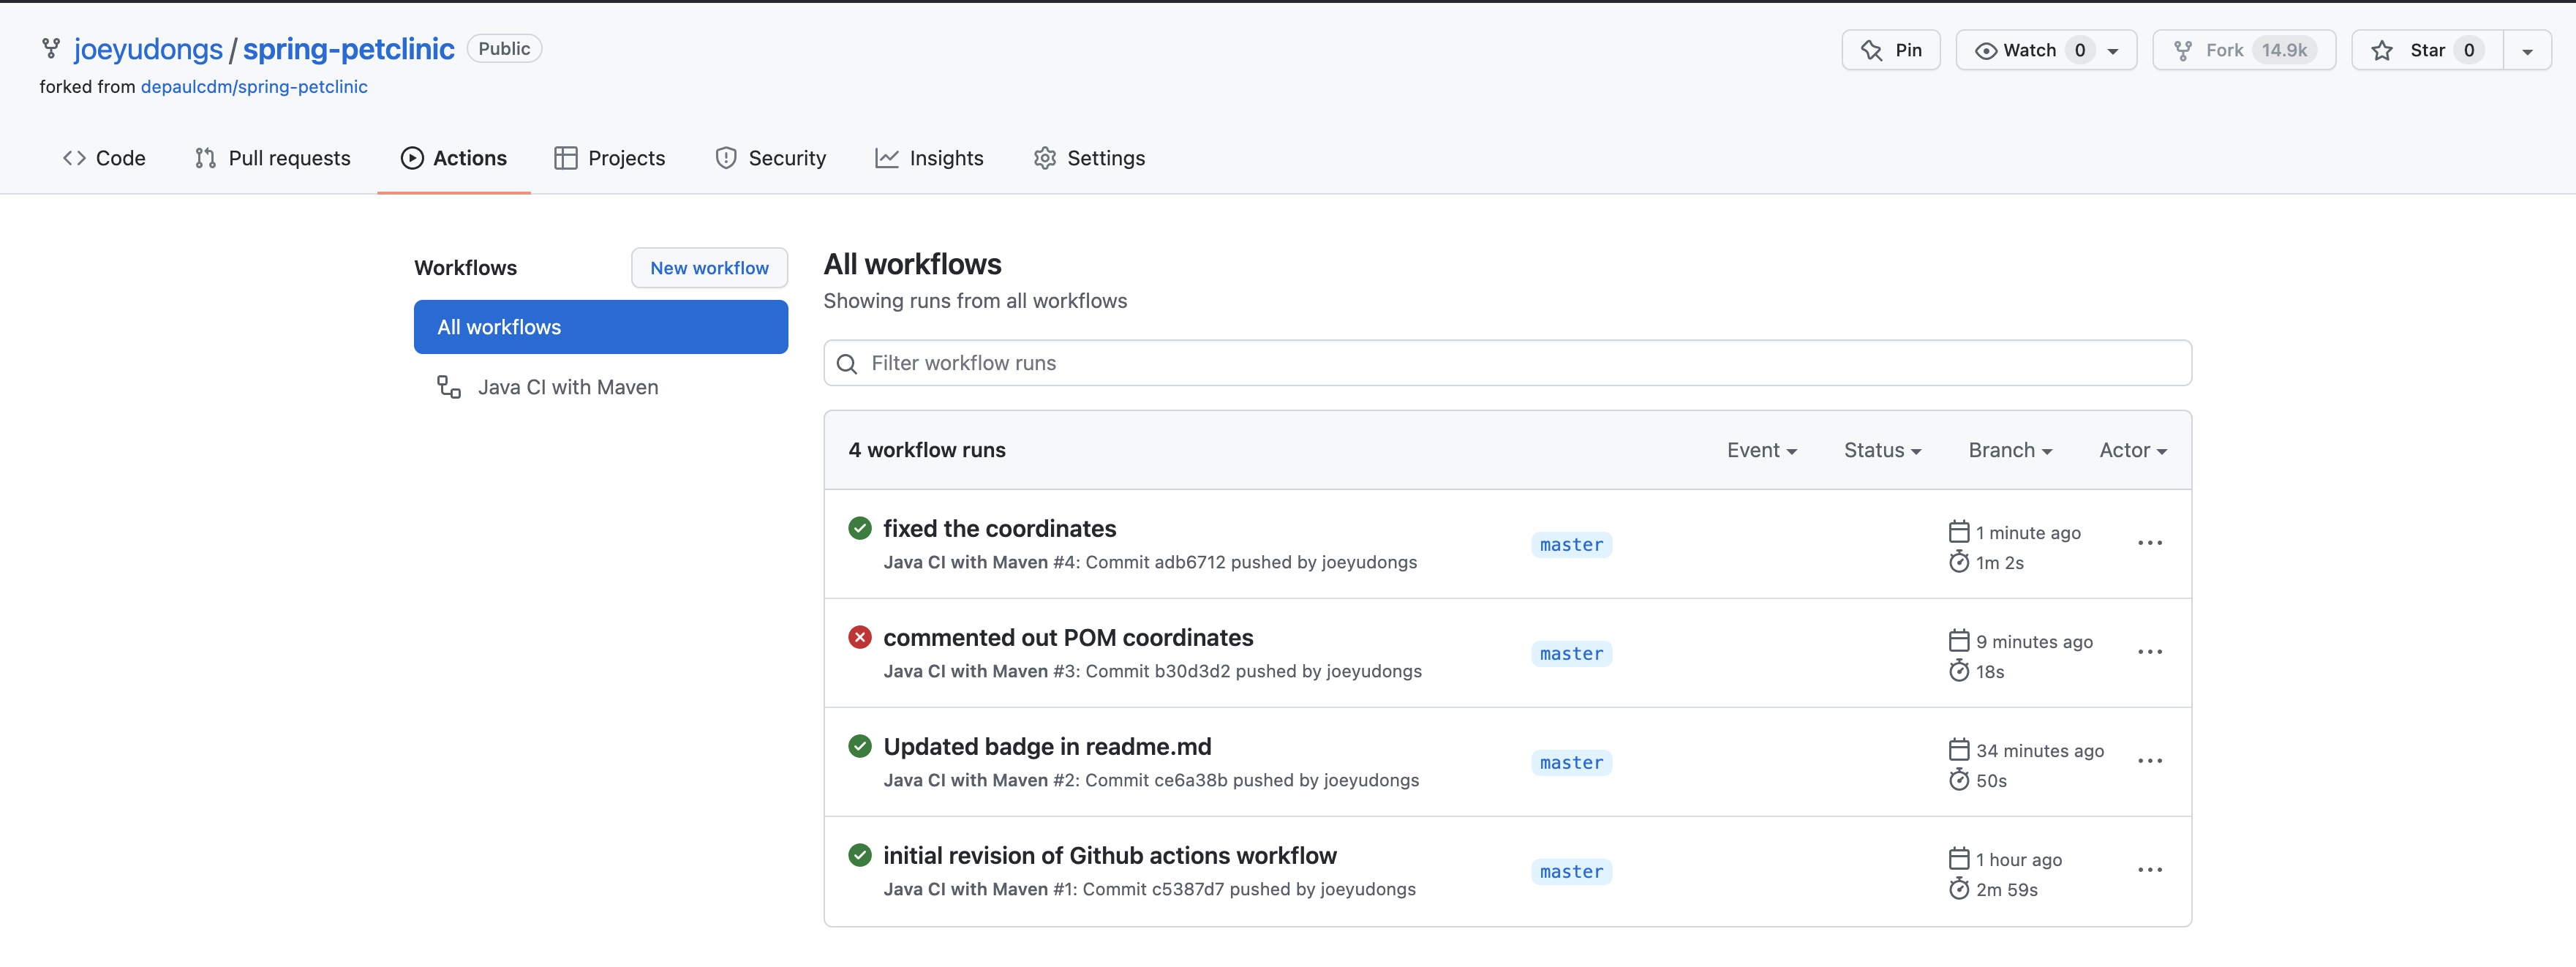 joeyudongs / spring-petclinic Public
Pin
Watch 0
Fork 14.9k
Star 0
forked from depaulcdm/spring-petclinic
Code
Pull requests
Actions
Projects
Security
Insights
Settings
Workflows
New workflow
All workflows
Java CI with Maven
All workflows
Showing runs from all workflows
Filter workflow runs
4 workflow runs
Event
Status
Branch
Actor
fixed the coordinates
Java CI with Maven #4: Commit adb6712 pushed by joeyudongs
master
1 minute ago
1m 2s
commented out POM coordinates
Java CI with Maven #3: Commit b30d3d2 pushed by joeyudongs
master
9 minutes ago
18s
Updated badge in readme.md
Java CI with Maven #2: Commit ce6a38b pushed by joeyudongs
master
34 minutes ago
50s
initial revision of Github actions workflow
Java CI with Maven #1: Commit c5387d7 pushed by joeyudongs
master
1 hour ago
2m 59s